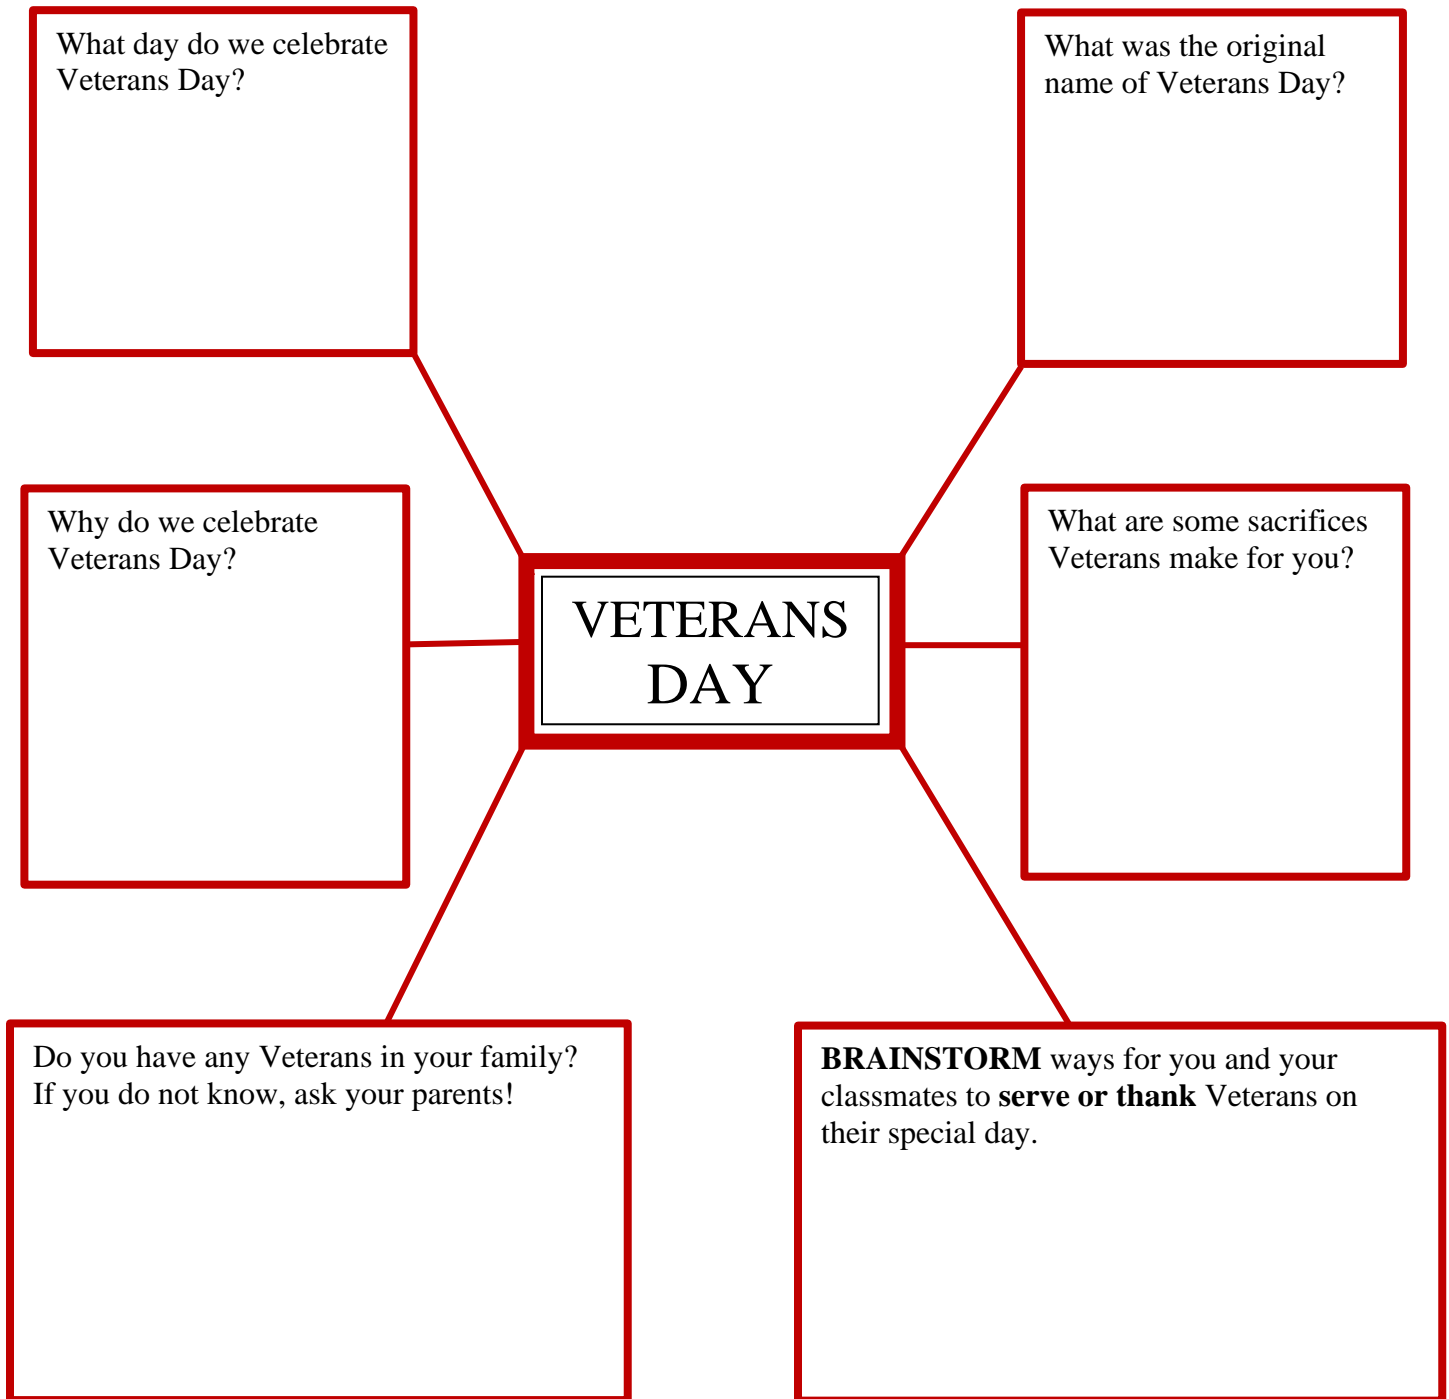 What day do we celebrate
Veterans Day?
What was the original
name of Veterans Day?
Why do we celebrate
Veterans Day?
VETERANS
DAY
What are some sacrifices
Veterans make for you?
Do you have any Veterans in your family?
If you do not know, ask your parents!
BRAINSTORM ways for you and your
classmates to serve or thank Veterans on
their special day.